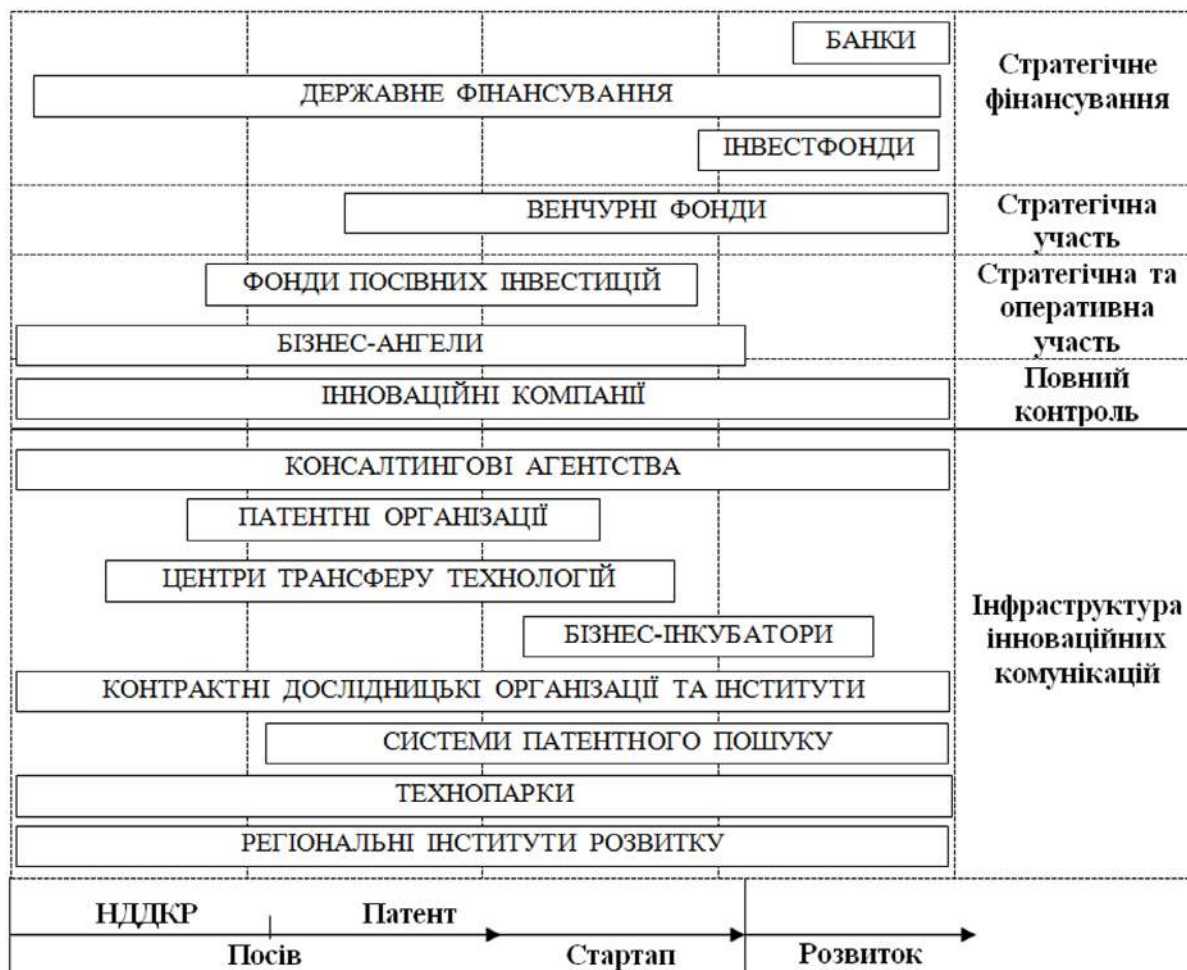 БАНКИ
ДЕРЖАВНЕ ФІНАНСУВАННЯ
ІНВЕСТФОНДИ
Стратегічне
фінансування
ВЕНЧУРНІ ФОНДИ
Стратегічна
участь
ФОНДИ ПОСІВНИХ ІНВЕСТИЦІЙ
БІЗНЕС-АНГЕЛИ
Стратегічна та
оперативна
участь
ІННОВАЦІЙНІ КОМПАНІЇ
Повний
контроль
КОНСАЛТИНГОВІ АГЕНТСТВА
ПАТЕНТНІ ОРГАНІЗАЦІЇ
ЦЕНТРИ ТРАНСФЕРУ ТЕХНОЛОГІЙ
БІЗНЕС-ІНКУБАТОРИ
КОНТРАКТНІ ДОСЛІДНИЦЬКІ ОРГАНІЗАЦІЇ ТА ІНСТИТУТИ
СИСТЕМИ ПАТЕНТНОГО ПОШУКУ
ТЕХНОПАРКИ
РЕГІОНАЛЬНІ ІНСТИТУТИ РОЗВИТКУ
Інфраструктура
інноваційних
комунікацій
НДДКР Патент
Посів Стартап Розвиток